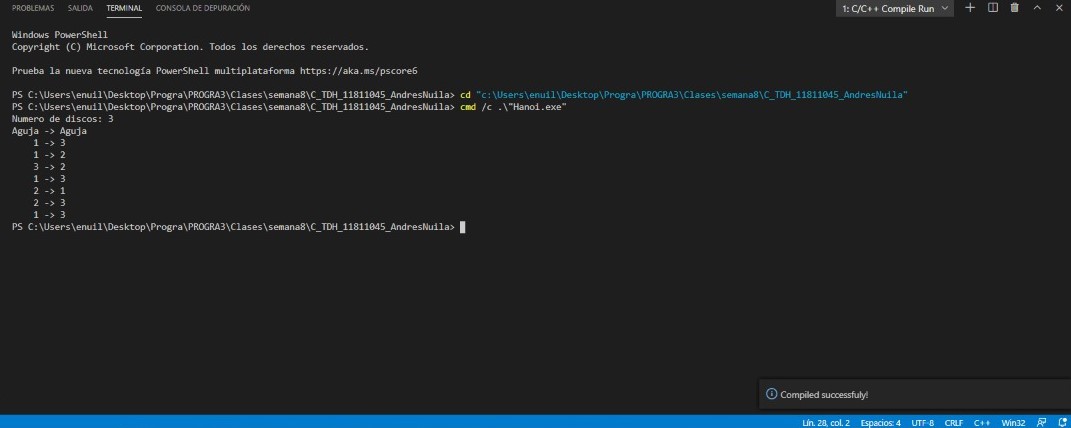 PROBLEMAS SALIDA TERMINAL CONSOLA DE DEPURACIÓN 1: C/C++ Compile Run
Windows PowerShell
Copyright (C) Microsoft Corporation. Todos los derechos reservados.
Prueba la nueva tecnología PowerShell multiplataforma https://aka.ms/pscore6
PS C:\Users\enuil\Desktop\Progra\PROGRA3\Clases\semana8\C_TDH_11811045_AndresNuila> cd "c:\Users\enuil\Desktop\Progra\PROGRA3\Clases\semana8\C_TDH_11811045_AndresNuila"
PS C:\Users\enuil\Desktop\Progra\PROGRA3\Clases\semana8\C_TDH_11811045_AndresNuila> cmd /c .\"Hanoi.exe"
Numero de discos: 3
Aguja -> Aguja
1 -> 3
1 -> 2
3 -> 2
1 -> 3
2 -> 1
2 -> 3
1 -> 3
PS C:\Users\enuil\Desktop\Progra\PROGRA3\Clases\semana8\C_TDH_11811045_AndresNuila>
Compiled successfuly!
Lín. 28, col. 2 Espacios: 4 UTF-8 CRLF C++ Win32